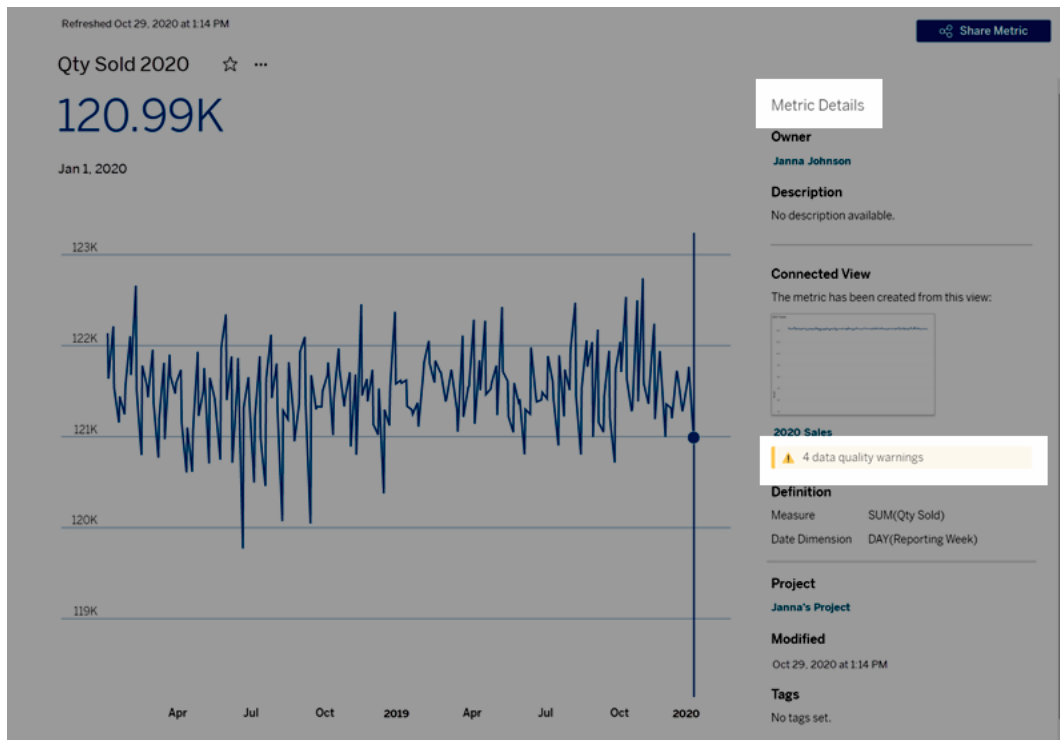 Refreshed Oct 29, 2020 at 1:14 PM
Share Metric
Qty Sold 2020
120.99K
Jan 1, 2020
123K
122K
121K
120K
119K
Apr
Jul
Oct
2019
Apr
Jul
Oct
2020
Metric Details
Owner
Janna Johnson
Description
No description available.
Connected View
The metric has been created from this view:
2020 Sales
4 data quality warnings
Definition
Measure SUM(Qty Sold)
Date Dimension DAY(Reporting Week)
Project
Janna's Project
Modified
Oct 29, 2020 at 1:14 PM
Tags
No tags set.